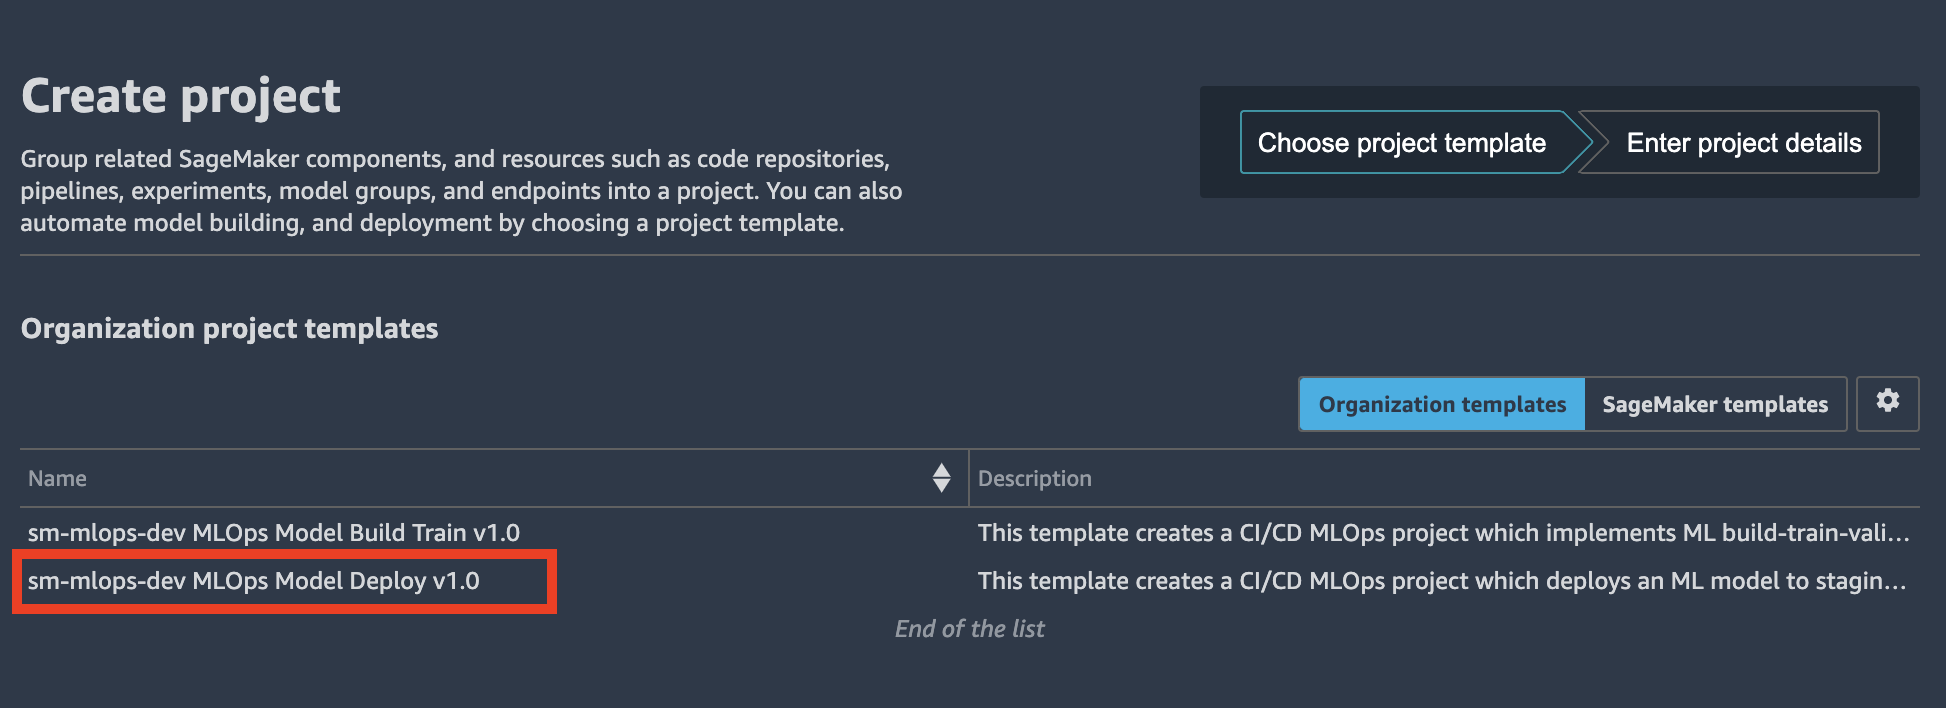 Create project
Group related SageMaker components, and resources such as code repositories,
pipelines, experiments, model groups, and endpoints into a project. You can also
automate model building, and deployment by choosing a project template.
Choose project template
Enter project details
Organization project templates
Organization templates
SageMaker templates
Name
Description
sm-mlops-dev MLOps Model Build Train v1.0
This template creates a CI/CD MLOps project which implements ML build-train-vali...
sm-mlops-dev MLOps Model Deploy v1.0
This template creates a CI/CD MLOps project which deploys an ML model to stagin...
End of the list